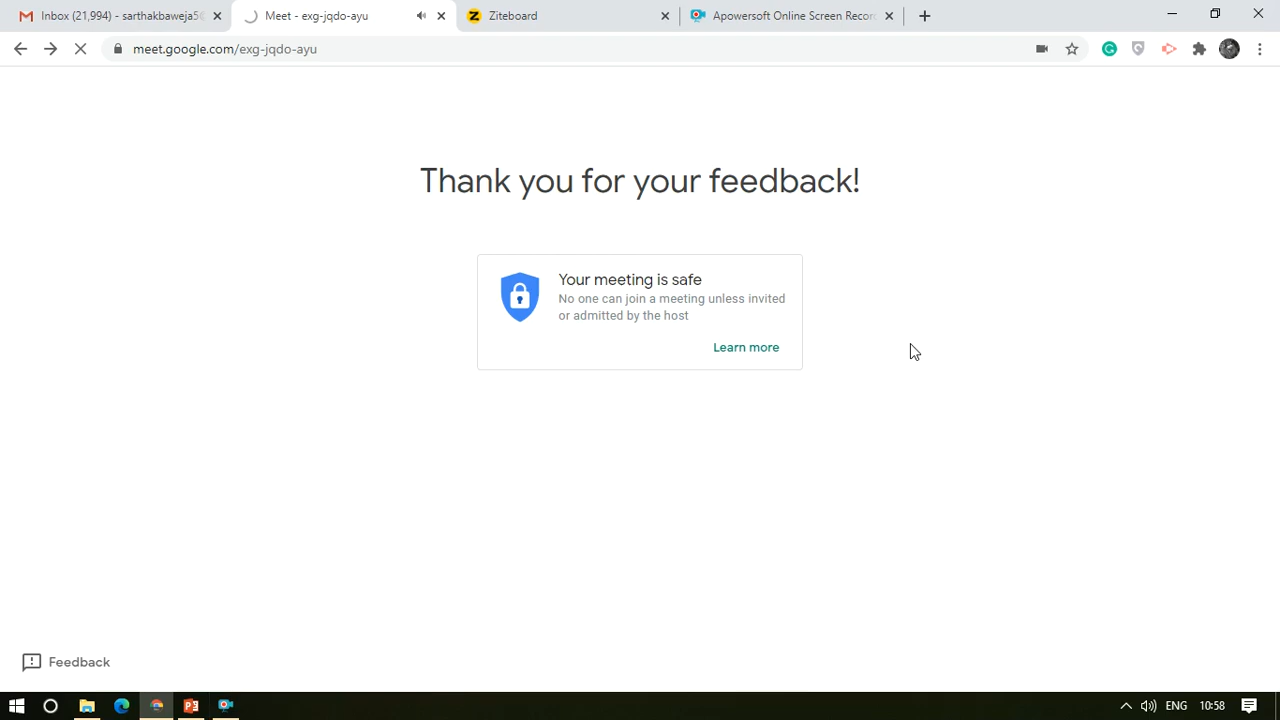 Inbox (21,994) - sarthakbaweja5
Meet - exg-jqdo-ayu
Ziteboard
Apowersoft Online Screen Recor
meet.google.com/exg-jqdo-ayu
Thank you for your feedback!
Your meeting is safe
No one can join a meeting unless invited
or admitted by the host
Learn more
Feedback
ENG
10:58